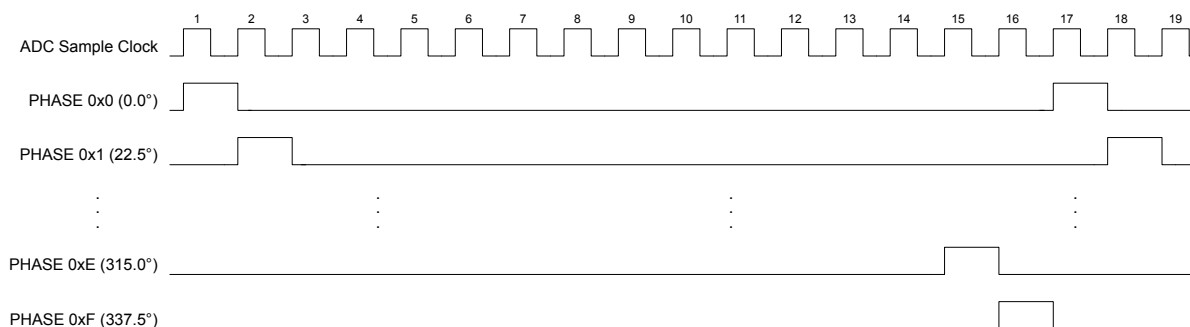 1 2 3 4 5 6 7 8 9 10 11 12 13 14 15 16 17 18 19
ADC Sample Clock
PHASE 0x0 (0.0°)
PHASE 0x1 (22.5°)
PHASE 0xE (315.0°)
PHASE 0xF (337.5°)